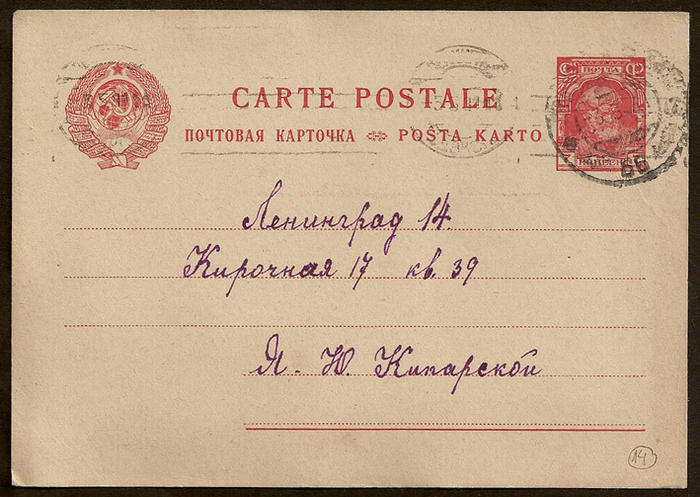 CARTE POSTALE
ПОЧТОВАЯ КАРТОЧКА POŜTA KARTO
ПОЧТА
Ленинград 14.
Кирочная 17 кв. 39
Я. Ю. Кипарской
14